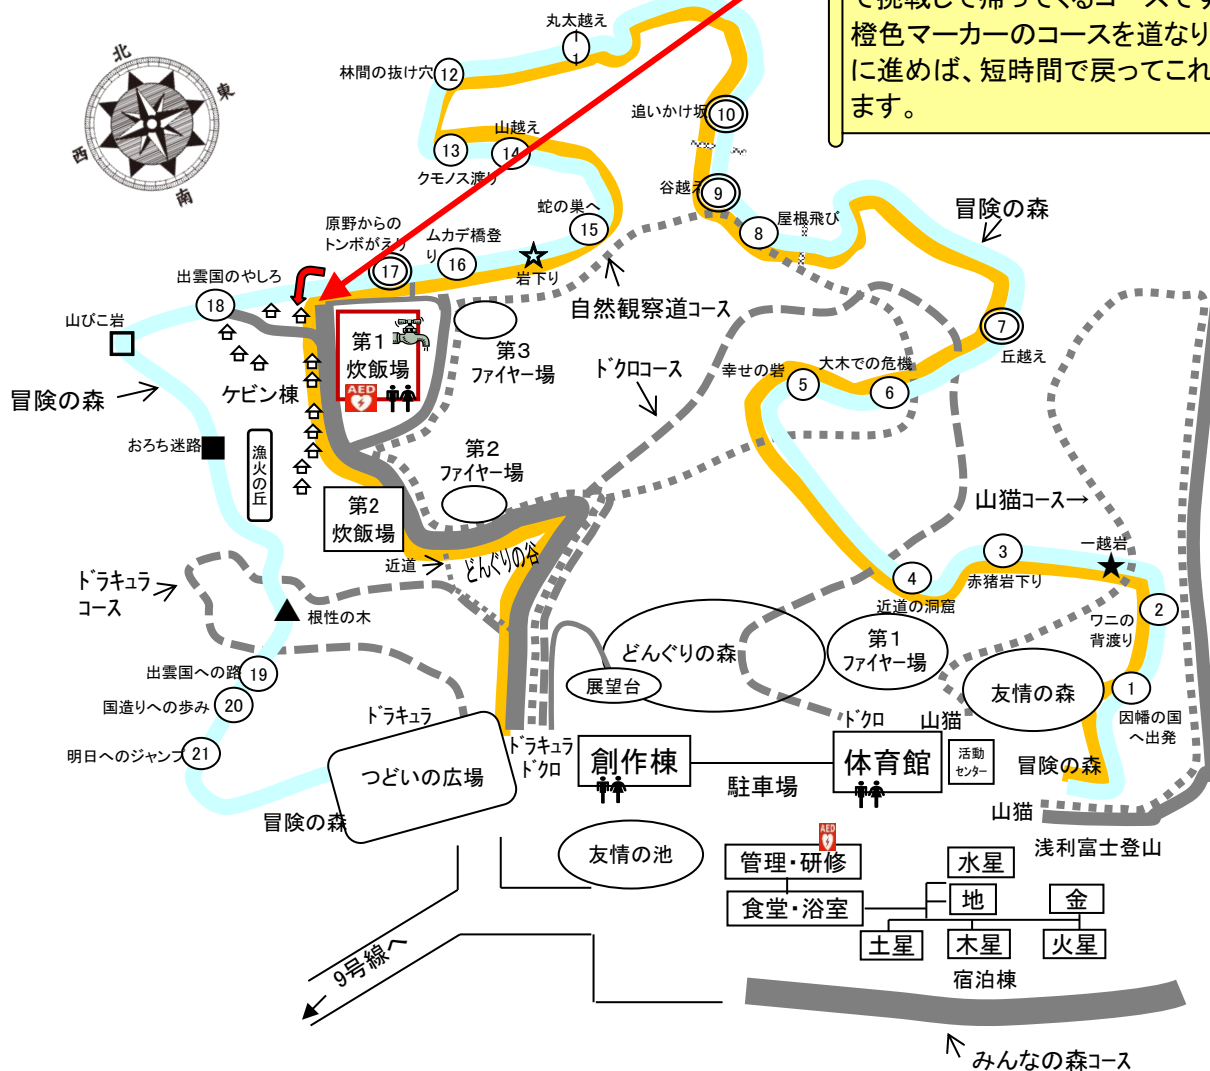 で挑戦して帰ってくるコースです
橙色マーカーのコースを道なり
に進めば、短時間で戻ってこれ
ます。
北
東
西
南
丸太越え
11
林間の抜け穴
12
追いかけ坂
10
13
山越え
14
クモノス渡り
谷越え
9
屋根飛び
8
冒険の森
蛇の巣へ
15
原野からの
トンボがえり
17
ムカデ橋登
り
16
岩下り
自然観察道コース
出雲国のやしろ
18
山びこ岩
冒険の森
ケビン棟
第1
炊飯場
AED
第3
ファイヤー場
7
丘越え
ドクロコース
幸せの砦
5
大木での危機
6
おろち迷路
漁火の丘
第2
ファイヤー場
第2
炊飯場
近道
どんぐりの谷
山猫コース→
一越岩
3
赤猪岩下り
4
近道の洞窟
2
ワニの
背渡り
ドラキュラ
コース
根性の木
どんぐりの森
第1
ファイヤー場
友情の森
展望台
1
因幡の国
へ出発
出雲国への路
19
国造りへの歩み
20
明日へのジャンプ
21
ドラキュラ
ドラキュラ
ドクロ
ドクロ
山猫
つどいの広場
創作棟
駐車場
体育館
活動
センター
冒険の森
冒険の森
山猫
浅利富士登山
友情の池
AED
管理・研修
食堂・浴室
水星
地
金
土星
木星
火星
宿泊棟
9号線へ
みんなの森コース